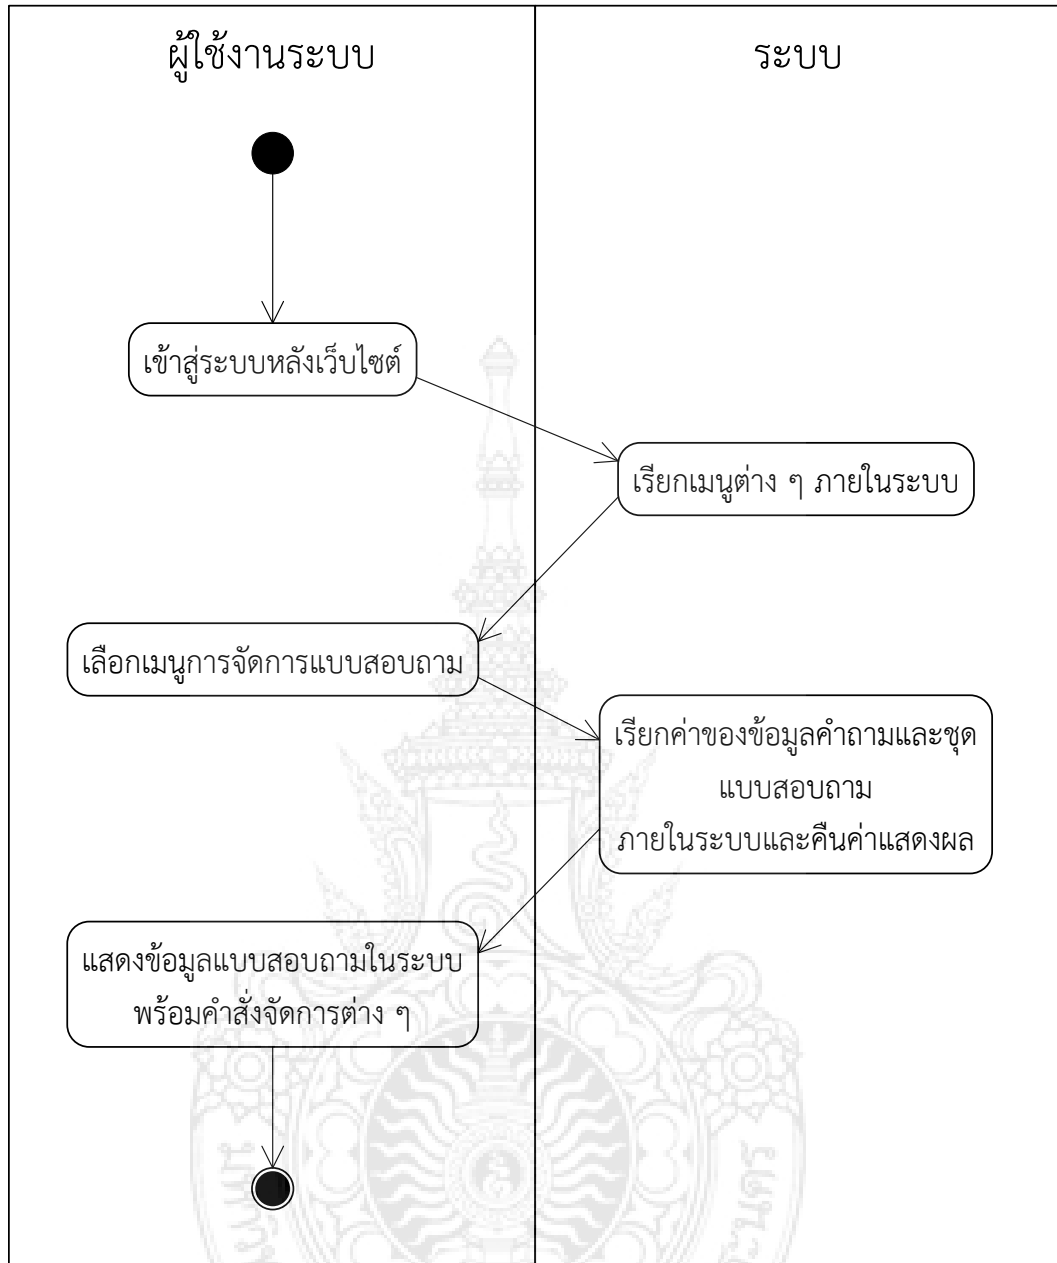 ผู้ใช้งานระบบ
ระบบ
เข้าสู่ระบบหลังเว็บไซต์
เรียกเมนูต่าง ๆ ภายในระบบ
เลือกเมนูการจัดการแบบสอบถาม
เรียกค่าของข้อมูลคำถามและชุด
แบบสอบถาม
ภายในระบบและคืนค่าแสดงผล
แสดงข้อมูลแบบสอบถามในระบบ
พร้อมคำสั่งจัดการต่าง ๆ